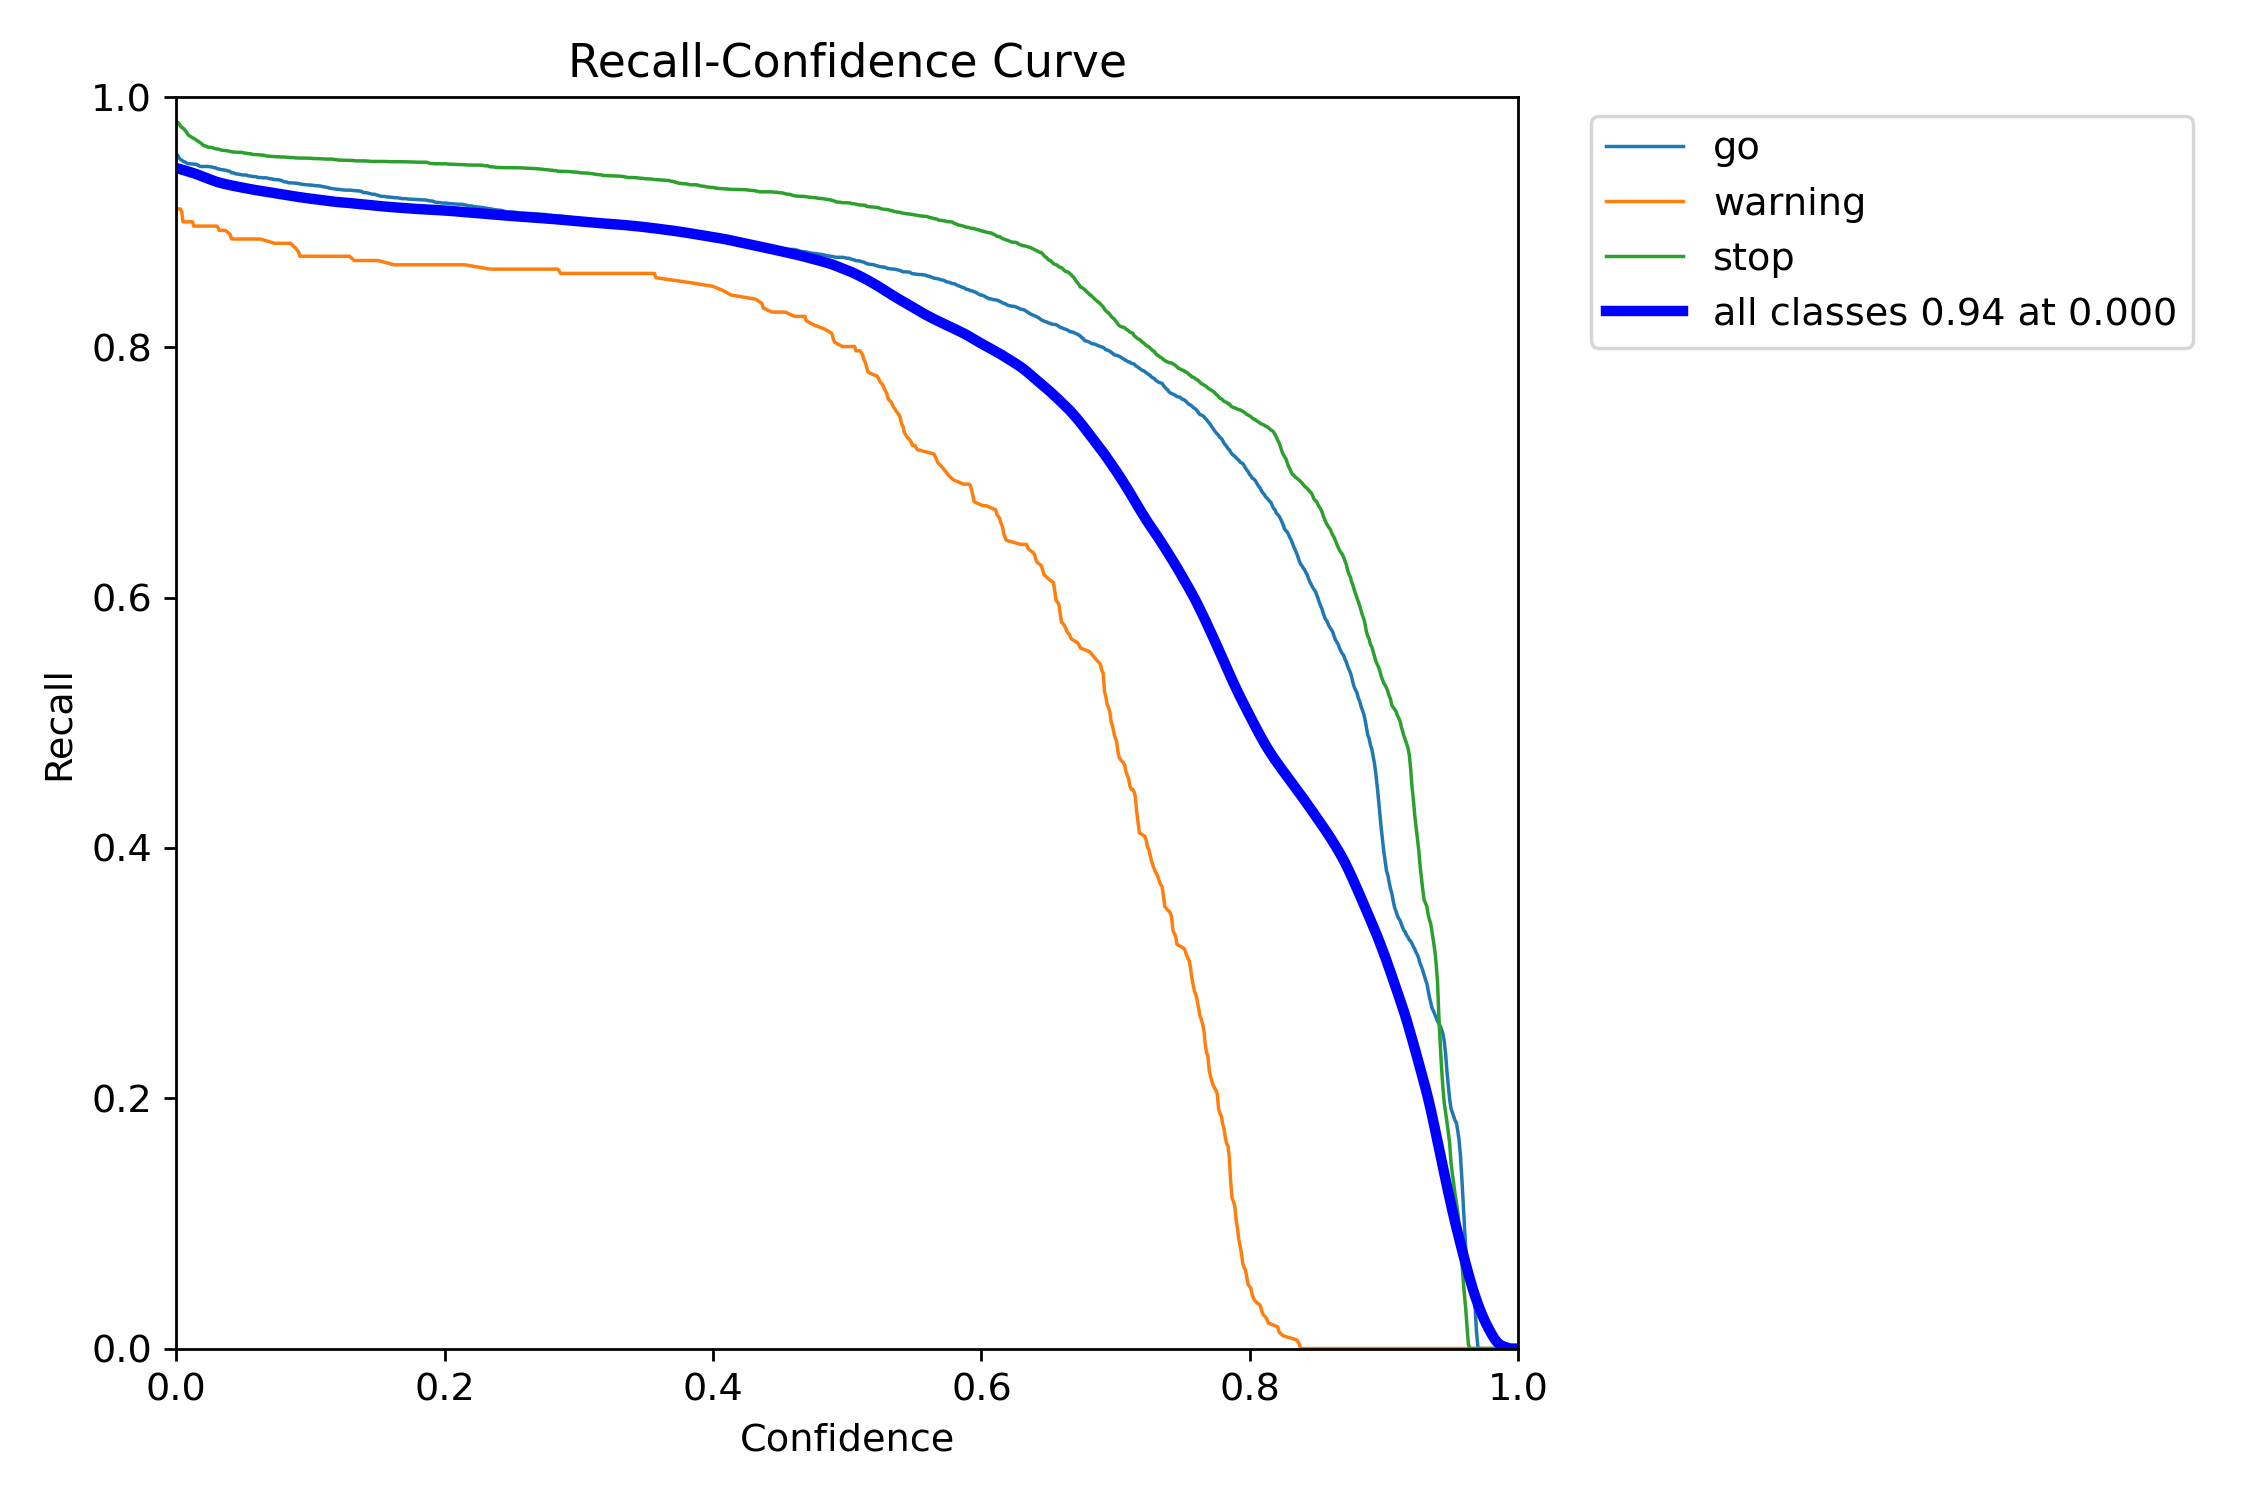 Recall-Confidence Curve
1.0
0.8
0.6
0.4
0.2
0.0
Recall
0.0 0.2 0.4 0.6 0.8 1.0
Confidence
go
warning
stop
all classes 0.94 at 0.000